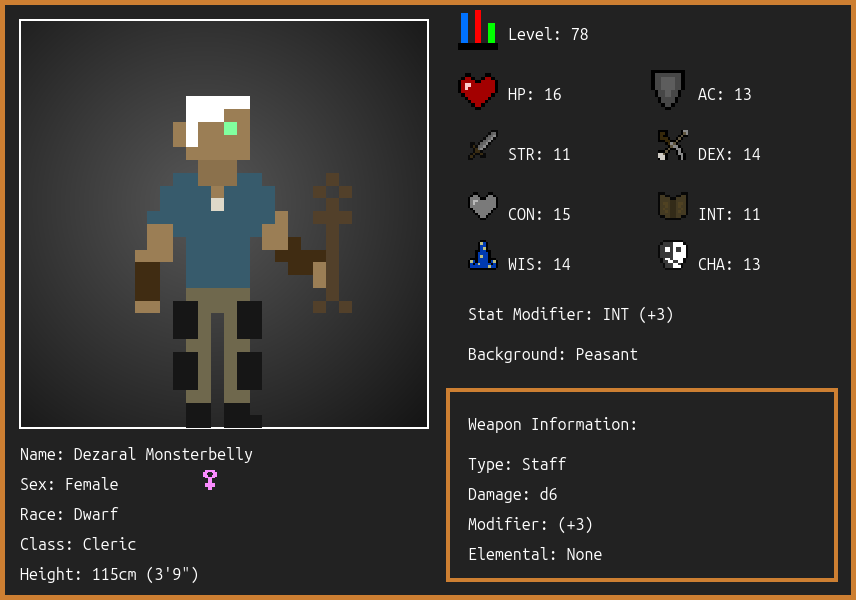 Level: 78
HP: 16
AC: 13
STR: 11
DEX: 14
CON: 15
INT: 11
WIS: 14
CHA: 13
Stat Modifier: INT (+3)
Background: Peasant
Weapon Information:
Type: Staff
Damage: d6
Modifier: (+3)
Elemental: None
Name: Dezaral Monsterbelly
Sex: Female
Race: Dwarf
Class: Cleric
Height: 115cm (3'9")